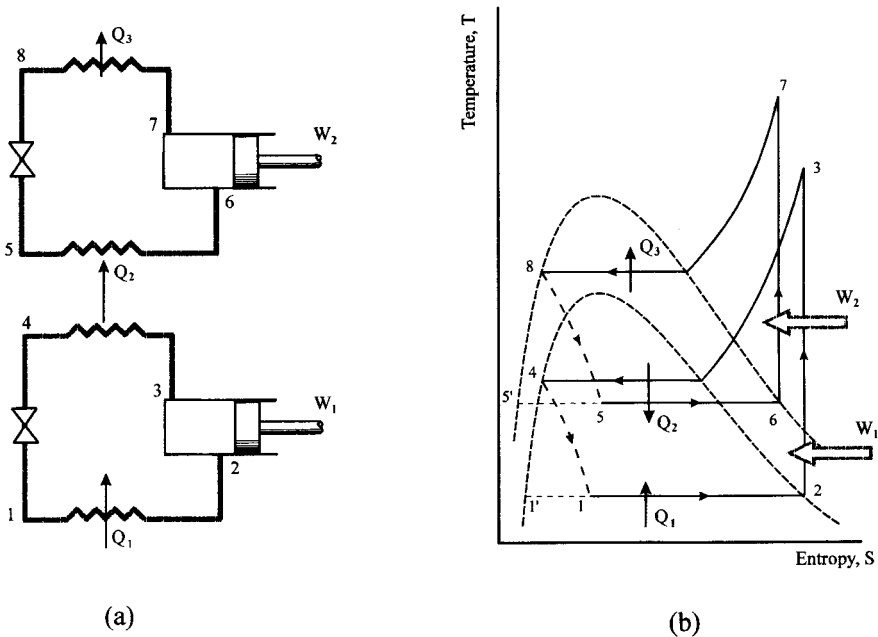 8
Q₃
7
W₂
6
5
Q₂
4
3
W₁
2
1
Q₁
(a)
Temperature, T
7
3
8
Q₃
W₂
4
5'
5
6
Q₂
W₁
1'
1
2
Q₁
Entropy, S
(b)